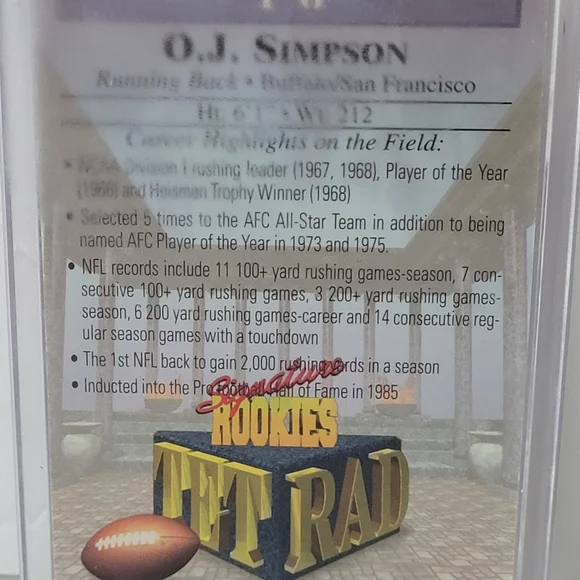 O.J. SIMPSON
Running Back • Buffalo/San Francisco
Ht. 6'1" • Wt. 212
Career Highlights on the Field:
• NCAA Division I rushing leader (1967, 1968), Player of the Year
(1968) and Heisman Trophy Winner (1968)
• Selected 5 times to the AFC All-Star Team in addition to being
named AFC Player of the Year in 1973 and 1975.
• NFL records include 11 100+ yard rushing games-season, 7 con-
secutive 100+ yard rushing games, 3 200+ yard rushing games-
season, 6 200 yard rushing games-career and 14 consecutive reg-
ular season games with a touchdown
• The 1st NFL back to gain 2,000 rushing yards in a season
• Inducted into the Pro football Hall of Fame in 1985
Signature
ROOKIES
TETRAD